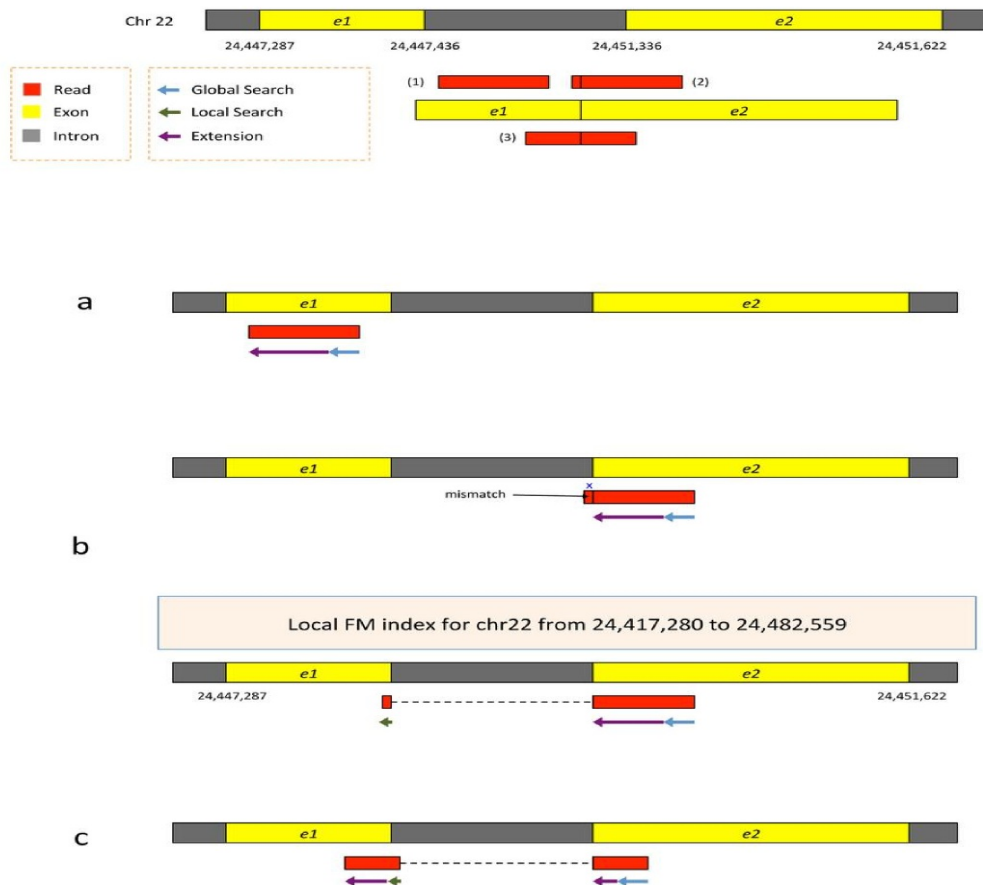 Chr 22 e1 e2
24,447,287 24,447,436 24,451,336 24,451,622
Read
Exon
Intron
Global Search
Local Search
Extension
(1) (2)
e1 e2
(3)
a
e1 e2
e1 e2
x
mismatch
b
Local FM index for chr22 from 24,417,280 to 24,482,559
e1 e2
24,447,287 24,451,622
c
e1 e2